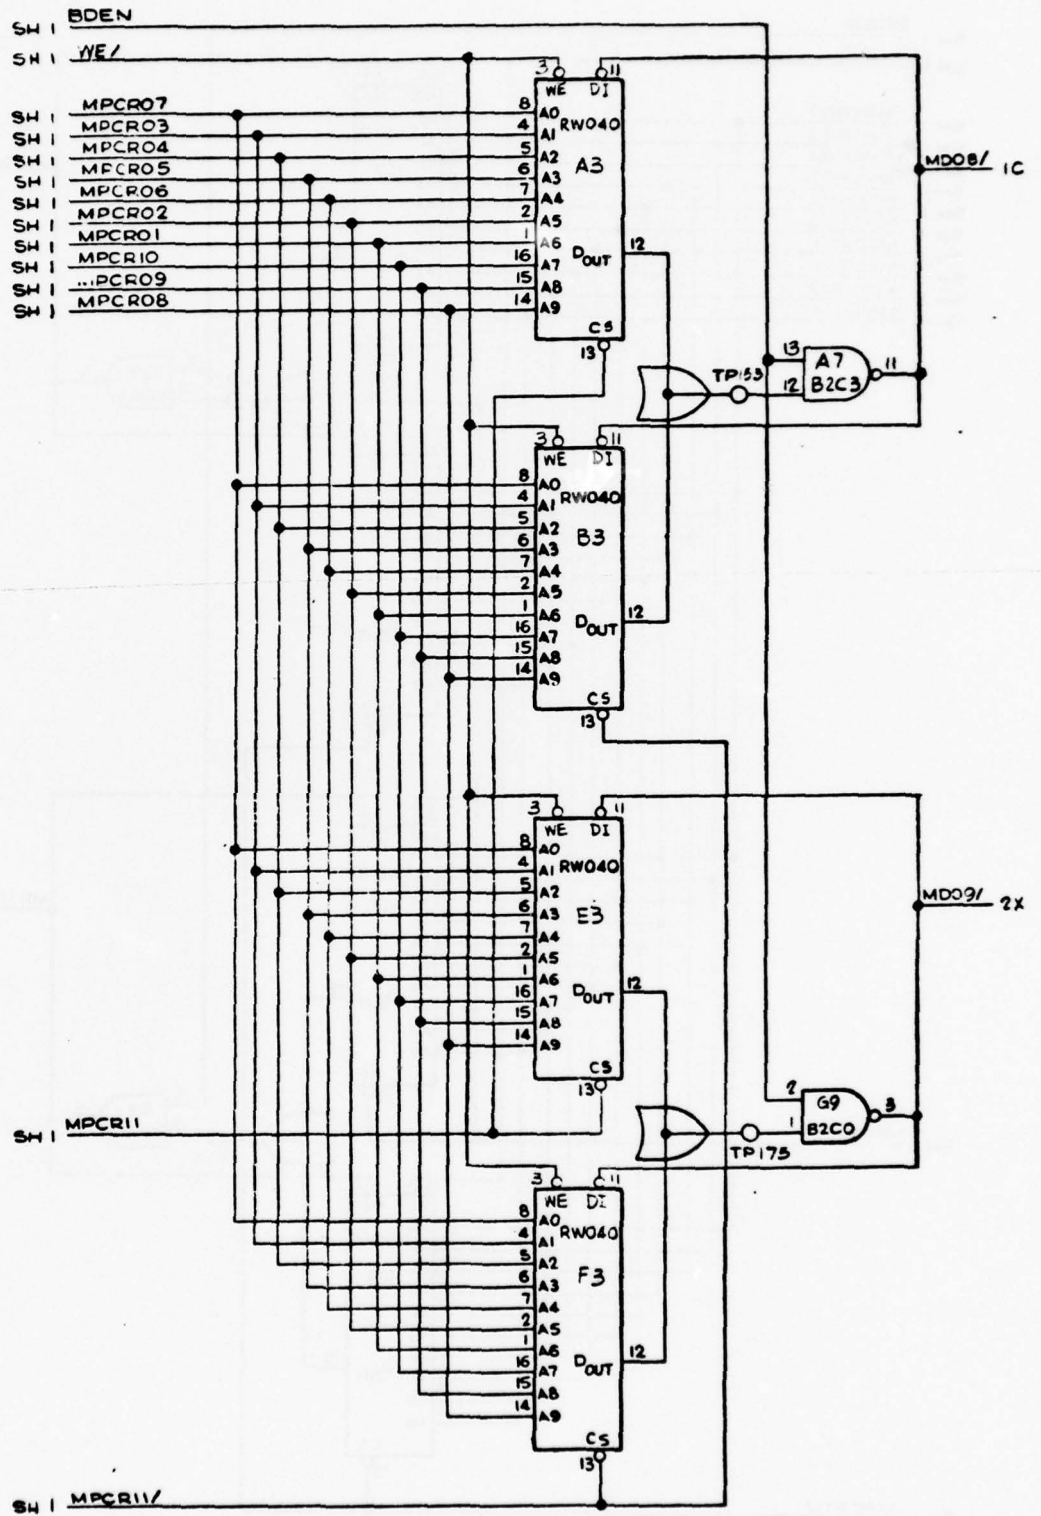 SH 1 BDEN
SH 1 WE/
SH 1 MPCR07
SH 1 MPCR03
SH 1 MPCR04
SH 1 MPCR05
SH 1 MPCR06
SH 1 MPCR02
SH 1 MPCR01
SH 1 MPCR10
SH 1 PCR09
SH 1 MPCR08
3 11
WE DI
8 A0 RW040
4 A1
5 A2 A3
6 A3
7 A4
2 A5
1 A6
16 A7 DOUT 12
15 A8
14 A9
CS
13
MD08/ 1C
TP153
13 A7 11
12 B2C3
3 11
WE DI
8 A0
4 A1 RW040
5 A2
6 A3 B3
7 A4
2 A5
1 A6
16 A7 DOUT 12
15 A8
14 A9
CS
13
3 11
WE DI
8 A0
4 A1 RW040
5 A2
6 A3 E3
7 A4
2 A5
1 A6
16 A7 DOUT 12
15 A8
14 A9
CS
13
MD09/ 2X
SH 1 MPCR11
2 G9 3
1 B2C0
TP175
3 11
WE DI
8 A0
4 A1 RW040
5 A2
6 A3 F3
7 A4
2 A5
1 A6
16 A7 DOUT 12
15 A8
14 A9
CS
13
SH 1 MPCR11/